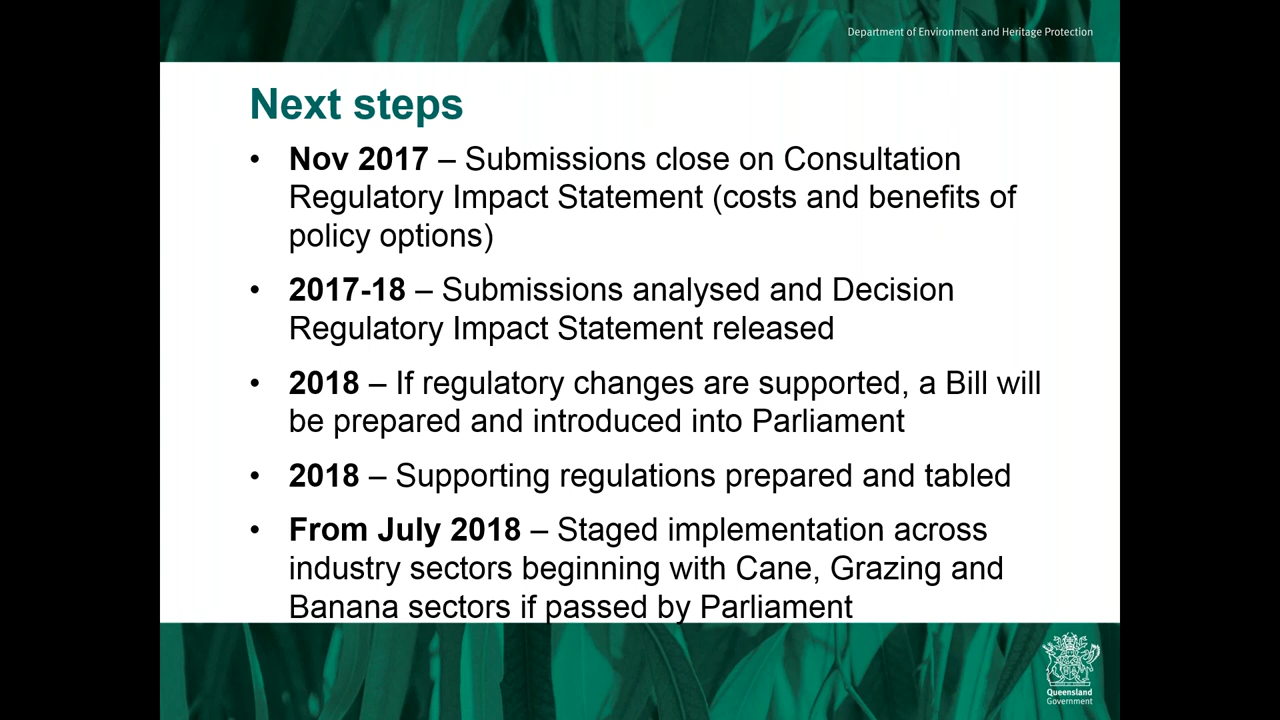 Department of Environment and Heritage Protection
Next steps
• Nov 2017 – Submissions close on Consultation
Regulatory Impact Statement (costs and benefits of
policy options)
• 2017-18 – Submissions analysed and Decision
Regulatory Impact Statement released
• 2018 – If regulatory changes are supported, a Bill will
be prepared and introduced into Parliament
• 2018 – Supporting regulations prepared and tabled
• From July 2018 – Staged implementation across
industry sectors beginning with Cane, Grazing and
Banana sectors if passed by Parliament
Queensland
Government